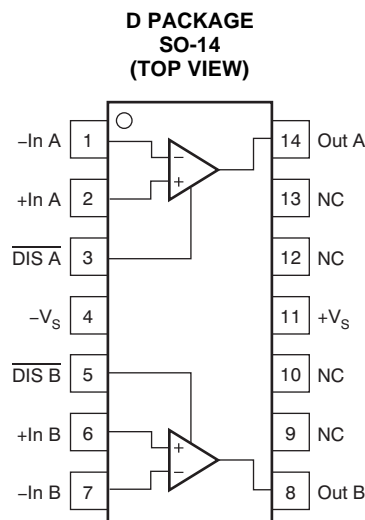 D PACKAGE
SO-14
(TOP VIEW)
–In A 1 14 Out A
+In A 2 13 NC
DIS A 3 12 NC
–VS 4 11 +VS
DIS B 5 10 NC
+In B 6 9 NC
–In B 7 8 Out B
−
+
+
−